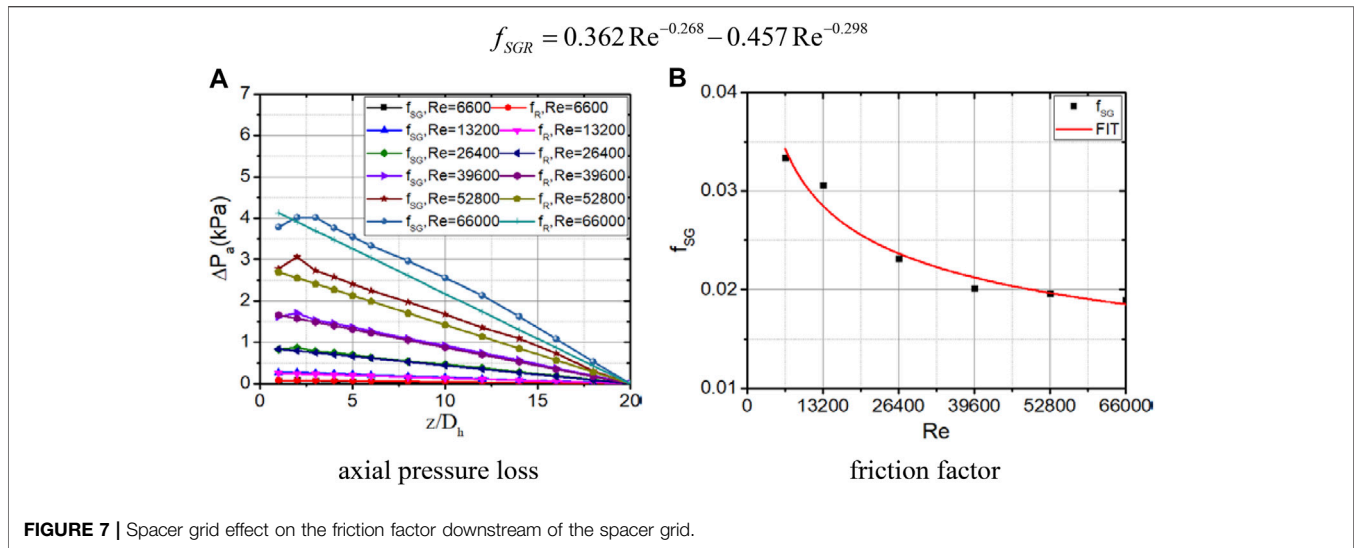 f_SGR = 0.362 Re^−0.268 − 0.457 Re^−0.298
A
7
6
5
4
3
2
1
0
ΔP_a(kPa)
f_SG, Re=6600 f_R, Re=6600
f_SG, Re=13200 f_R, Re=13200
f_SG, Re=26400 f_R, Re=26400
f_SG, Re=39600 f_R, Re=39600
f_SG, Re=52800 f_R, Re=52800
f_SG, Re=66000 f_R, Re=66000
0 5 10 15 20
z/D_h
axial pressure loss
B
0.04
0.03
0.02
0.01
f_SG
f_SG
FIT
0 13200 26400 39600 52800 66000
Re
friction factor
FIGURE 7 | Spacer grid effect on the friction factor downstream of the spacer grid.